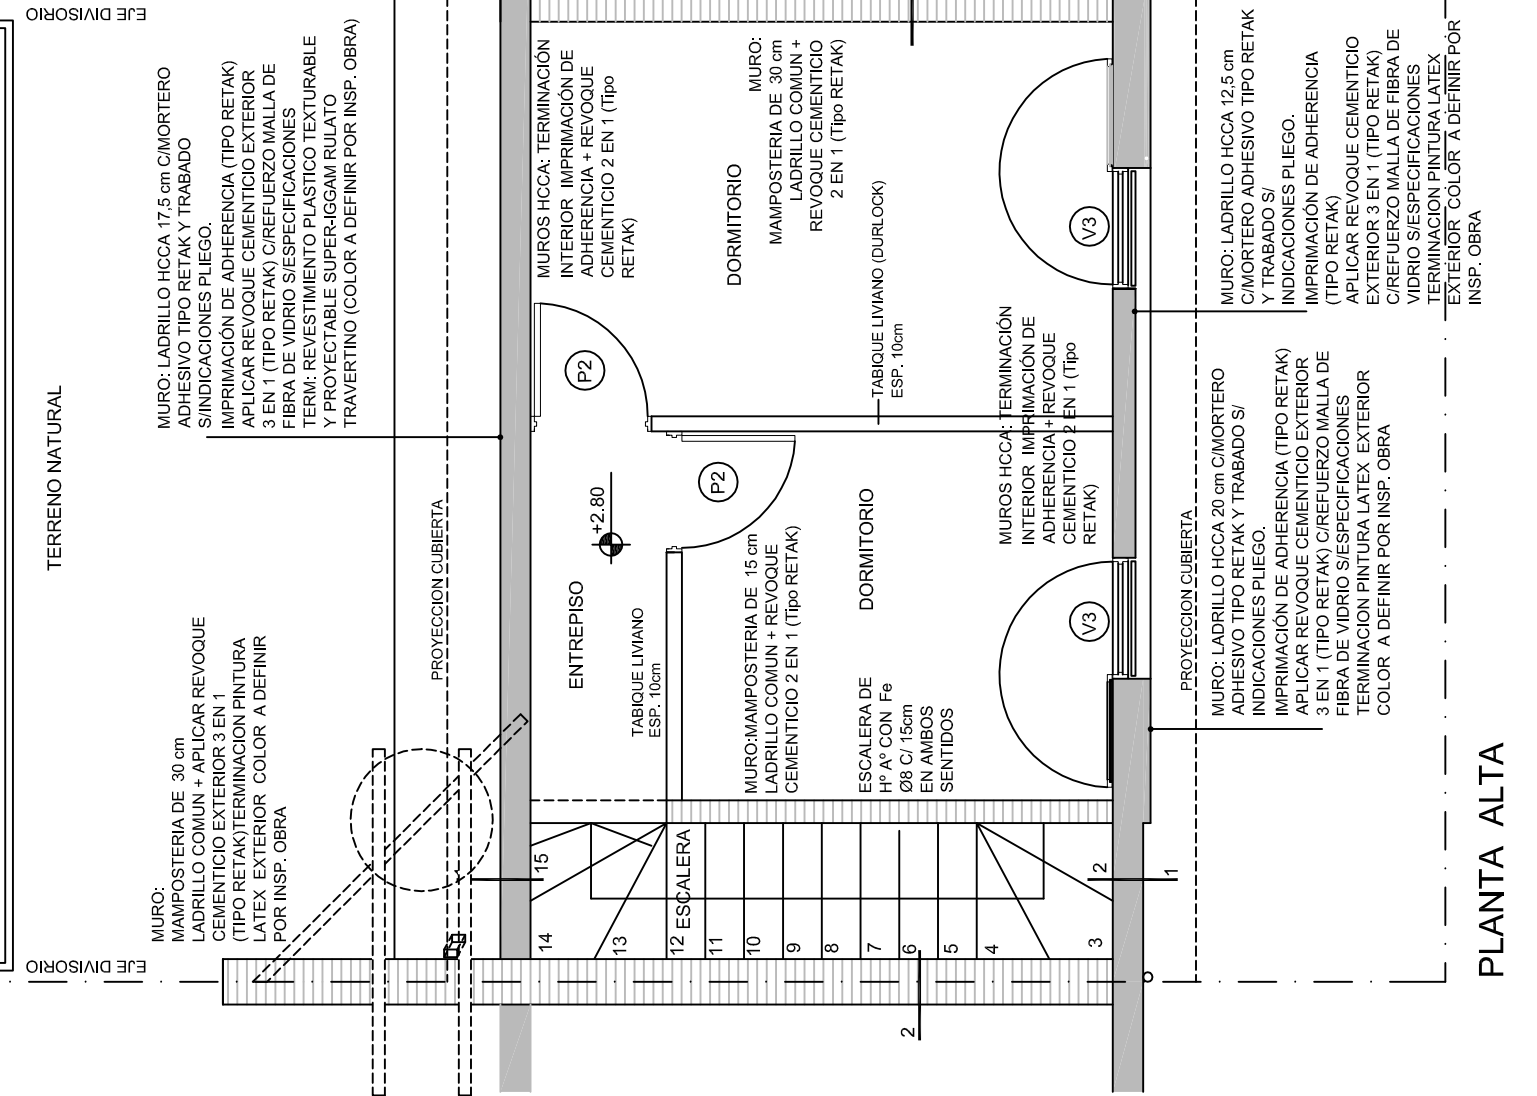 EJE DIVISORIO
EJE DIVISORIO
TERRENO NATURAL
MURO:
MAMPOSTERIA DE 30 cm
LADRILLO COMUN + APLICAR REVOQUE
CEMENTICIO EXTERIOR 3 EN 1
(TIPO RETAK)TERMINACION PINTURA
LATEX EXTERIOR COLOR A DEFINIR
POR INSP. OBRA
MURO: LADRILLO HCCA 17,5 cm C/MORTERO
ADHESIVO TIPO RETAK Y TRABADO
S/INDICACIONES PLIEGO.
IMPRIMACIÓN DE ADHERENCIA (TIPO RETAK)
APLICAR REVOQUE CEMENTICIO EXTERIOR
3 EN 1 (TIPO RETAK) C/REFUERZO MALLA DE
FIBRA DE VIDRIO S/ESPECIFICACIONES
TERM: REVESTIMIENTO PLASTICO TEXTURABLE
Y PROYECTABLE SUPER-IGGAM RULATO
TRAVERTINO (COLOR A DEFINIR POR INSP. OBRA)
PROYECCION CUBIERTA
MUROS HCCA: TERMINACIÓN
INTERIOR IMPRIMACIÓN DE
ADHERENCIA + REVOQUE
CEMENTICIO 2 EN 1 (Tipo
RETAK)
ENTREPISO
+2.80
P2
TABIQUE LIVIANO
ESP. 10cm
P2
DORMITORIO
MURO:
MAMPOSTERIA DE 30 cm
LADRILLO COMUN +
REVOQUE CEMENTICIO
2 EN 1 (Tipo RETAK)
MURO:MAMPOSTERIA DE 15 cm
LADRILLO COMUN + REVOQUE
CEMENTICIO 2 EN 1 (Tipo RETAK)
DORMITORIO
TABIQUE LIVIANO (DURLOCK)
ESP. 10cm
ESCALERA DE
Hº Aº CON Fe
Ø8 C/ 15cm
EN AMBOS
SENTIDOS
MUROS HCCA: TERMINACIÓN
INTERIOR IMPRIMACIÓN DE
ADHERENCIA + REVOQUE
CEMENTICIO 2 EN 1 (Tipo
RETAK)
V3
V3
ESCALERA
15
14
13
12
11
10
9
8
7
6
5
4
3
2
1
2
PROYECCION CUBIERTA
MURO: LADRILLO HCCA 20 cm C/MORTERO
ADHESIVO TIPO RETAK Y TRABADO S/
INDICACIONES PLIEGO.
IMPRIMACIÓN DE ADHERENCIA (TIPO RETAK)
APLICAR REVOQUE CEMENTICIO EXTERIOR
3 EN 1 (TIPO RETAK) C/REFUERZO MALLA DE
FIBRA DE VIDRIO S/ESPECIFICACIONES
TERMINACION PINTURA LATEX EXTERIOR
COLOR A DEFINIR POR INSP. OBRA
MURO: LADRILLO HCCA 12,5 cm
C/MORTERO ADHESIVO TIPO RETAK
Y TRABADO S/
INDICACIONES PLIEGO.
IMPRIMACIÓN DE ADHERENCIA
(TIPO RETAK)
APLICAR REVOQUE CEMENTICIO
EXTERIOR 3 EN 1 (TIPO RETAK)
C/REFUERZO MALLA DE FIBRA DE
VIDRIO S/ESPECIFICACIONES
TERMINACION PINTURA LATEX
EXTERIOR COLOR A DEFINIR POR
INSP. OBRA
PLANTA ALTA